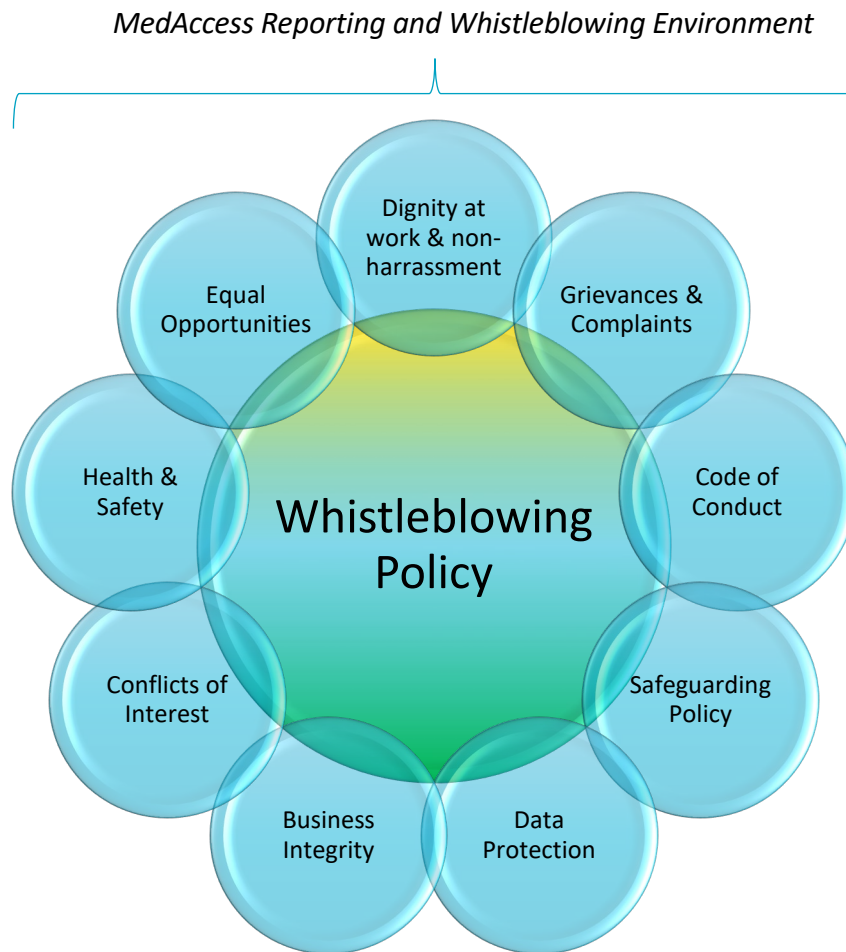 MedAccess Reporting and Whistleblowing Environment
Dignity at
work & non-
harrassment
Grievances &
Complaints
Code of
Conduct
Safeguarding
Policy
Data
Protection
Business
Integrity
Conflicts of
Interest
Health &
Safety
Equal
Opportunities
Whistleblowing
Policy